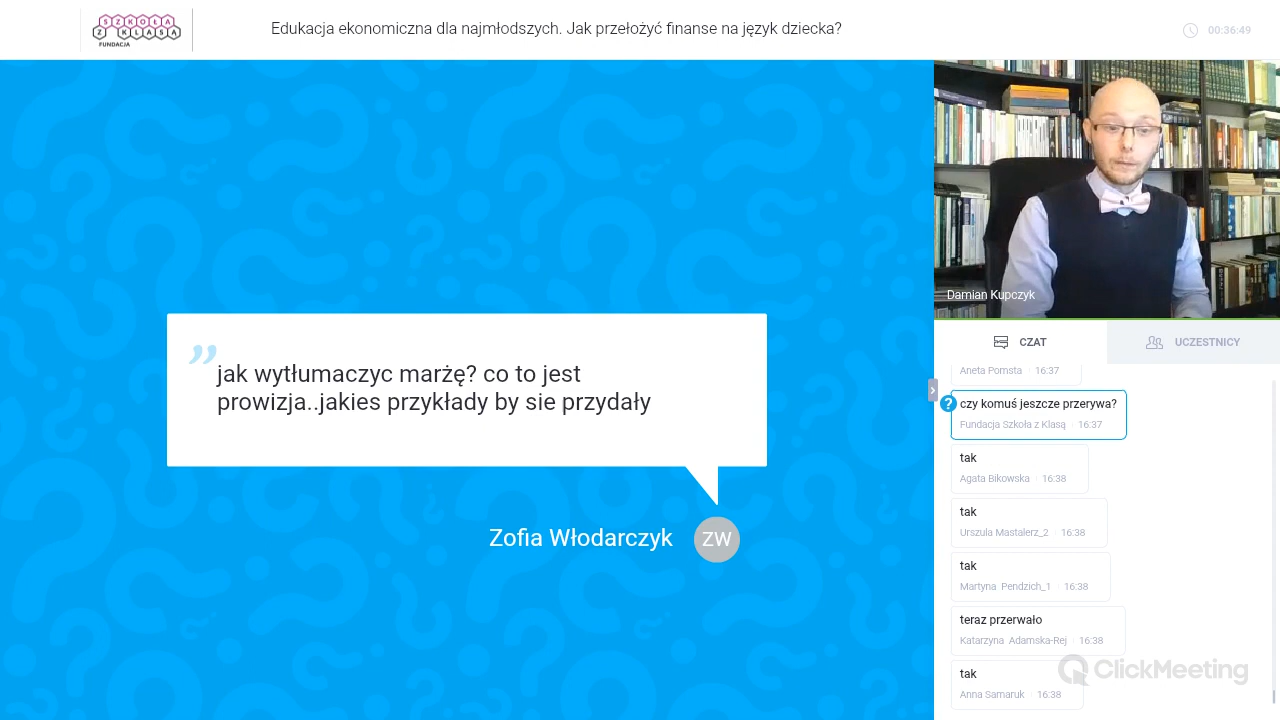 SZKOŁA
Z KLASĄ
FUNDACJA
Edukacja ekonomiczna dla najmłodszych. Jak przełożyć finanse na język dziecka?
00:36:49
”
jak wytłumaczyc marżę? co to jest
prowizja..jakies przykłady by sie przydały
Zofia Włodarczyk
ZW
Damian Kupczyk
CZAT
UCZESTNICY
Aneta Pomsta 16:37
?
czy komuś jeszcze przerywa?
Fundacja Szkoła z Klasą 16:37
tak
Agata Bikowska 16:38
tak
Urszula Mastalerz_2 16:38
tak
Martyna Pendzich_1 16:38
teraz przerwało
Katarzyna Adamska-Rej 16:38
tak
Anna Samaruk 16:38
ClickMeeting